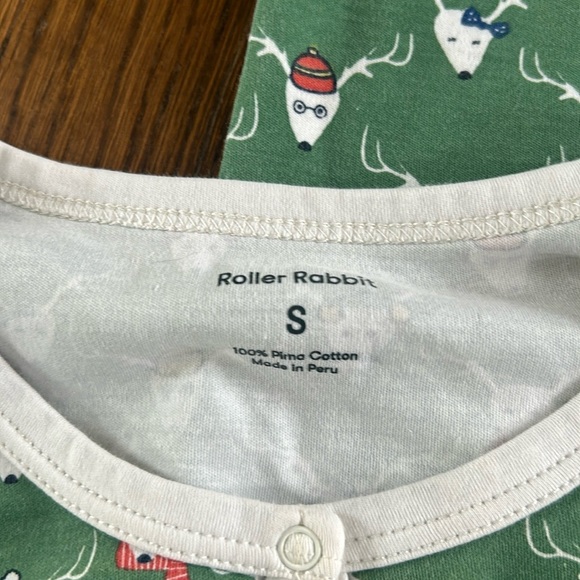 Roller Rabbit
S
100% Pima Cotton
Made In Peru